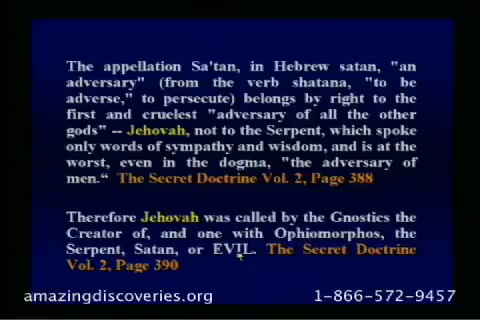 The appellation Sa'tan, in Hebrew satan, "an
adversary" (from the verb shatana, "to be
adverse," to persecute) belongs by right to the
first and cruelest "adversary of all the other
gods" -- Jehovah, not to the Serpent, which spoke
only words of sympathy and wisdom, and is at the
worst, even in the dogma, "the adversary of
men.“ The Secret Doctrine Vol. 2, Page 388
Therefore Jehovah was called by the Gnostics the
Creator of, and one with Ophiomorphos, the
Serpent, Satan, or EVIL. The Secret Doctrine
Vol. 2, Page 390
amazingdiscoveries.org 1-866-572-9457